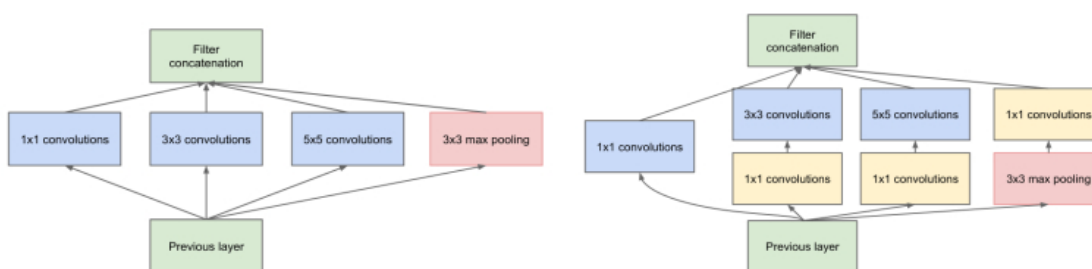 Filter
concatenation
1x1 convolutions
3x3 convolutions
5x5 convolutions
3x3 max pooling
Previous layer
Filter
concatenation
3x3 convolutions
5x5 convolutions
1x1 convolutions
1x1 convolutions
1x1 convolutions
1x1 convolutions
3x3 max pooling
Previous layer